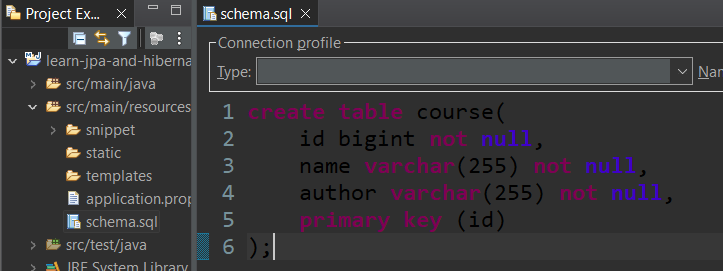 Project Ex...
learn-jpa-and-hiberna
src/main/java
src/main/resources
snippet
static
templates
application.prop
schema.sql
src/test/java
JRE System Library
schema.sql
Connection profile
Type:
Nam
1 create table course(
2 id bigint not null,
3 name varchar(255) not null,
4 author varchar(255) not null,
5 primary key (id)
6 );